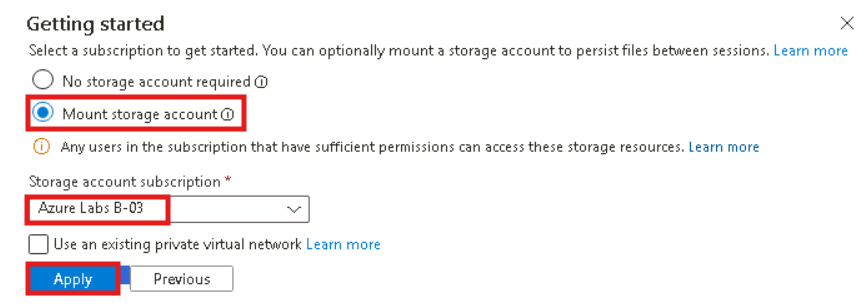 Getting started
Select a subscription to get started. You can optionally mount a storage account to persist files between sessions. Learn more
No storage account required
Mount storage account
Any users in the subscription that have sufficient permissions can access these storage resources. Learn more
Storage account subscription *
Azure Labs B-03
Use an existing private virtual network Learn more
Apply Previous